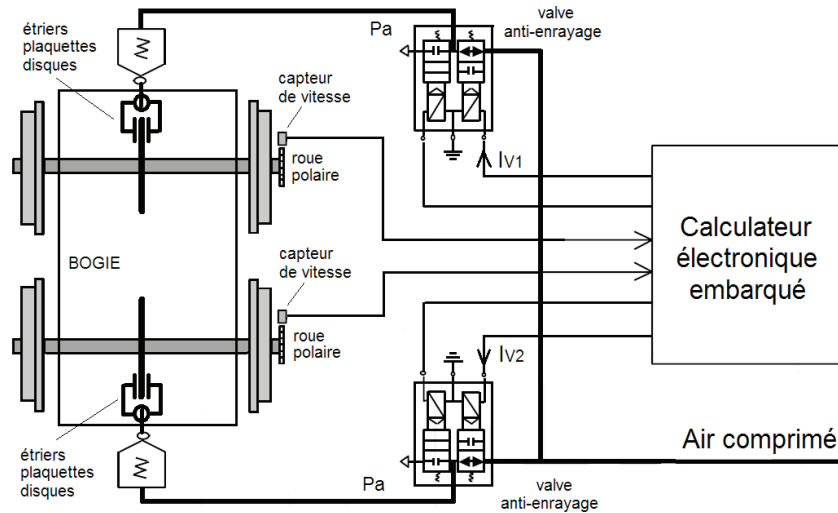 étriers
plaquettes
disques
Pa
valve
anti-enrayage
capteur
de vitesse
roue
polaire
IV1
Calculateur
électronique
embarqué
BOGIE
capteur
de vitesse
roue
polaire
IV2
étriers
plaquettes
disques
Pa
Air comprimé
valve
anti-enrayage